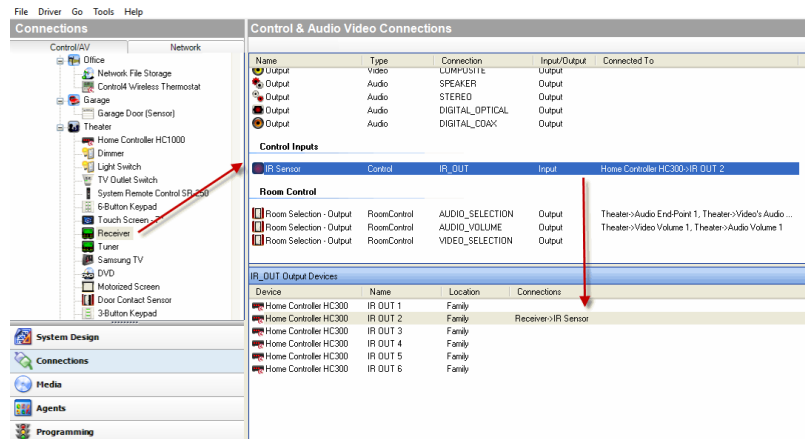 File Driver Go Tools Help
Connections
Control/AV Network
Office
Network File Storage
Control4 Wireless Thermostat
Garage
Garage Door (Sensor)
Theater
Home Controller HC1000
Dimmer
Light Switch
TV Outlet Switch
System Remote Control SR-250
6-Button Keypad
Touch Screen - 7
Receiver
Tuner
Samsung TV
DVD
Motorized Screen
Door Contact Sensor
3-Button Keypad
System Design
Connections
Media
Agents
Programming
Control & Audio Video Connections
Name Type Connection Input/Output Connected To
Output Video COMPOSITE Output
Output Audio SPEAKER Output
Output Audio STEREO Output
Output Audio DIGITAL_OPTICAL Output
Output Audio DIGITAL_COAX Output
Control Inputs
IR Sensor Control IR_OUT Input Home Controller HC300->IR OUT 2
Room Control
Room Selection - Output RoomControl AUDIO_SELECTION Output Theater->Audio End-Point 1, Theater->Video's Audio ...
Room Selection - Output RoomControl AUDIO_VOLUME Output Theater->Video Volume 1, Theater->Audio Volume 1
Room Selection - Output RoomControl VIDEO_SELECTION Output
IR_OUT Output Devices
Device Name Location Connections
Home Controller HC300 IR OUT 1 Family
Home Controller HC300 IR OUT 2 Family Receiver->IR Sensor
Home Controller HC300 IR OUT 3 Family
Home Controller HC300 IR OUT 4 Family
Home Controller HC300 IR OUT 5 Family
Home Controller HC300 IR OUT 6 Family